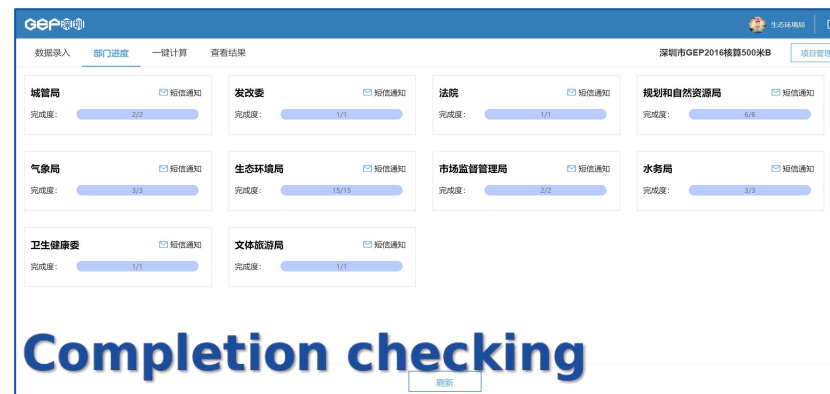 GEP深圳 生态环境局
数据录入 部门进度 一键计算 查看结果 深圳市GEP2016核算500米B 项目管理
城管局 短信通知 发改委 短信通知 法院 短信通知 规划和自然资源局 短信通知
完成度: 2/2 完成度: 1/1 完成度: 1/1 完成度: 6/6
气象局 短信通知 生态环境局 短信通知 市场监督管理局 短信通知 水务局 短信通知
完成度: 3/3 完成度: 15/15 完成度: 2/2 完成度: 3/3
卫生健康委 短信通知 文体旅游局 短信通知
完成度: 1/1 完成度: 1/1
Completion checking
刷新